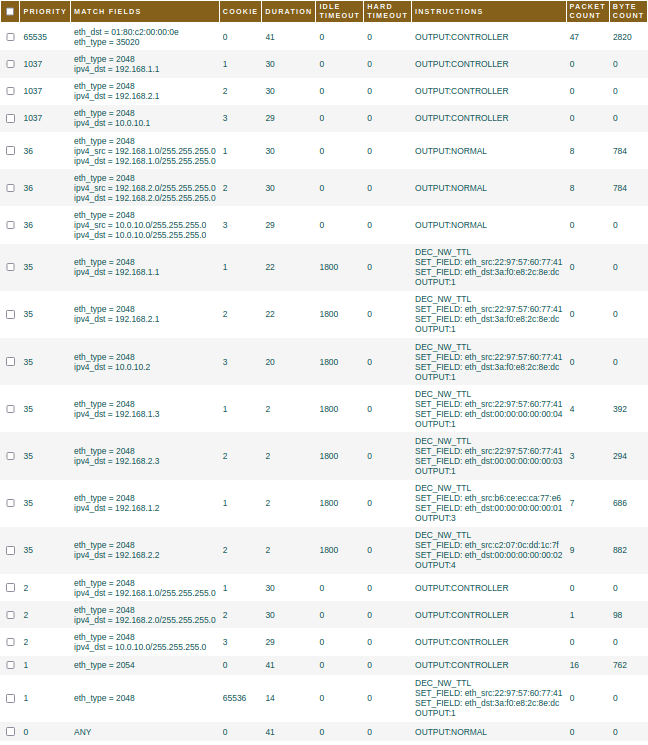 PRIORITY MATCH FIELDS COOKIE DURATION IDLE TIMEOUT HARD TIMEOUT INSTRUCTIONS PACKET COUNT BYTE COUNT
65535 eth_dst = 01:80:c2:00:00:0e 0 41 0 0 OUTPUT:CONTROLLER 47 2820
eth_type = 35020
1037 eth_type = 2048 1 30 0 0 OUTPUT:CONTROLLER 0 0
ipv4_dst = 192.168.1.1
1037 eth_type = 2048 2 30 0 0 OUTPUT:CONTROLLER 0 0
ipv4_dst = 192.168.2.1
1037 eth_type = 2048 3 29 0 0 OUTPUT:CONTROLLER 0 0
ipv4_dst = 10.0.10.1
36 eth_type = 2048 1 30 0 0 OUTPUT:NORMAL 8 784
ipv4_src = 192.168.1.0/255.255.255.0
ipv4_dst = 192.168.1.0/255.255.255.0
36 eth_type = 2048 2 30 0 0 OUTPUT:NORMAL 8 784
ipv4_src = 192.168.2.0/255.255.255.0
ipv4_dst = 192.168.2.0/255.255.255.0
36 eth_type = 2048 3 29 0 0 OUTPUT:NORMAL 0 0
ipv4_src = 10.0.10.0/255.255.255.0
ipv4_dst = 10.0.10.0/255.255.255.0
35 eth_type = 2048 1 22 1800 0 DEC_NW_TTL 0 0
ipv4_dst = 192.168.1.1 SET_FIELD: eth_src:22:97:57:60:77:41
SET_FIELD: eth_dst:3a:f0:e8:2c:8e:dc
OUTPUT:1
35 eth_type = 2048 2 22 1800 0 DEC_NW_TTL 0 0
ipv4_dst = 192.168.2.1 SET_FIELD: eth_src:22:97:57:60:77:41
SET_FIELD: eth_dst:3a:f0:e8:2c:8e:dc
OUTPUT:1
35 eth_type = 2048 3 20 1800 0 DEC_NW_TTL 0 0
ipv4_dst = 10.0.10.2 SET_FIELD: eth_src:22:97:57:60:77:41
SET_FIELD: eth_dst:3a:f0:e8:2c:8e:dc
OUTPUT:1
35 eth_type = 2048 1 2 1800 0 DEC_NW_TTL 4 392
ipv4_dst = 192.168.1.3 SET_FIELD: eth_src:22:97:57:60:77:41
SET_FIELD: eth_dst:00:00:00:00:00:04
OUTPUT:1
35 eth_type = 2048 2 2 1800 0 DEC_NW_TTL 3 294
ipv4_dst = 192.168.2.3 SET_FIELD: eth_src:22:97:57:60:77:41
SET_FIELD: eth_dst:00:00:00:00:00:03
OUTPUT:1
35 eth_type = 2048 1 2 1800 0 DEC_NW_TTL 7 686
ipv4_dst = 192.168.1.2 SET_FIELD: eth_src:b6:ce:ec:ca:77:e6
SET_FIELD: eth_dst:00:00:00:00:00:01
OUTPUT:3
35 eth_type = 2048 2 2 1800 0 DEC_NW_TTL 9 882
ipv4_dst = 192.168.2.2 SET_FIELD: eth_src:c2:07:0c:dd:1c:7f
SET_FIELD: eth_dst:00:00:00:00:00:02
OUTPUT:4
2 eth_type = 2048 1 30 0 0 OUTPUT:CONTROLLER 0 0
ipv4_dst = 192.168.1.0/255.255.255.0
2 eth_type = 2048 2 30 0 0 OUTPUT:CONTROLLER 1 98
ipv4_dst = 192.168.2.0/255.255.255.0
2 eth_type = 2048 3 29 0 0 OUTPUT:CONTROLLER 0 0
ipv4_dst = 10.0.10.0/255.255.255.0
1 eth_type = 2054 0 41 0 0 OUTPUT:CONTROLLER 16 762
1 eth_type = 2048 65536 14 0 0 DEC_NW_TTL 0 0
SET_FIELD: eth_src:22:97:57:60:77:41
SET_FIELD: eth_dst:3a:f0:e8:2c:8e:dc
OUTPUT:1
0 ANY 0 41 0 0 OUTPUT:NORMAL 0 0